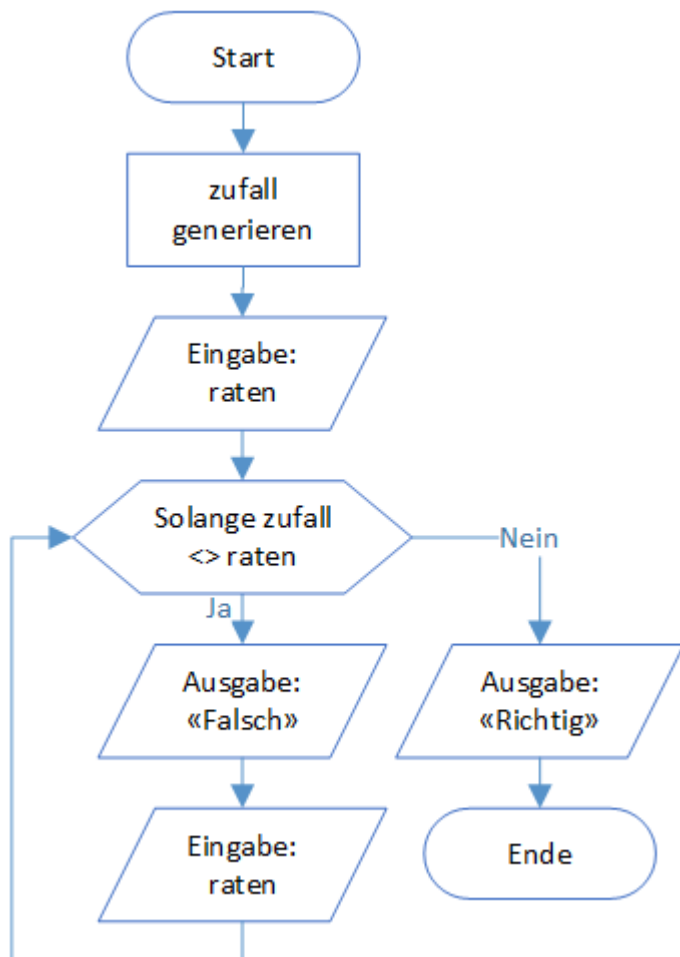 Start
zufall
generieren
Eingabe:
raten
Solange zufall
<> raten
Nein
Ja
Ausgabe:
«Falsch»
Ausgabe:
«Richtig»
Eingabe:
raten
Ende